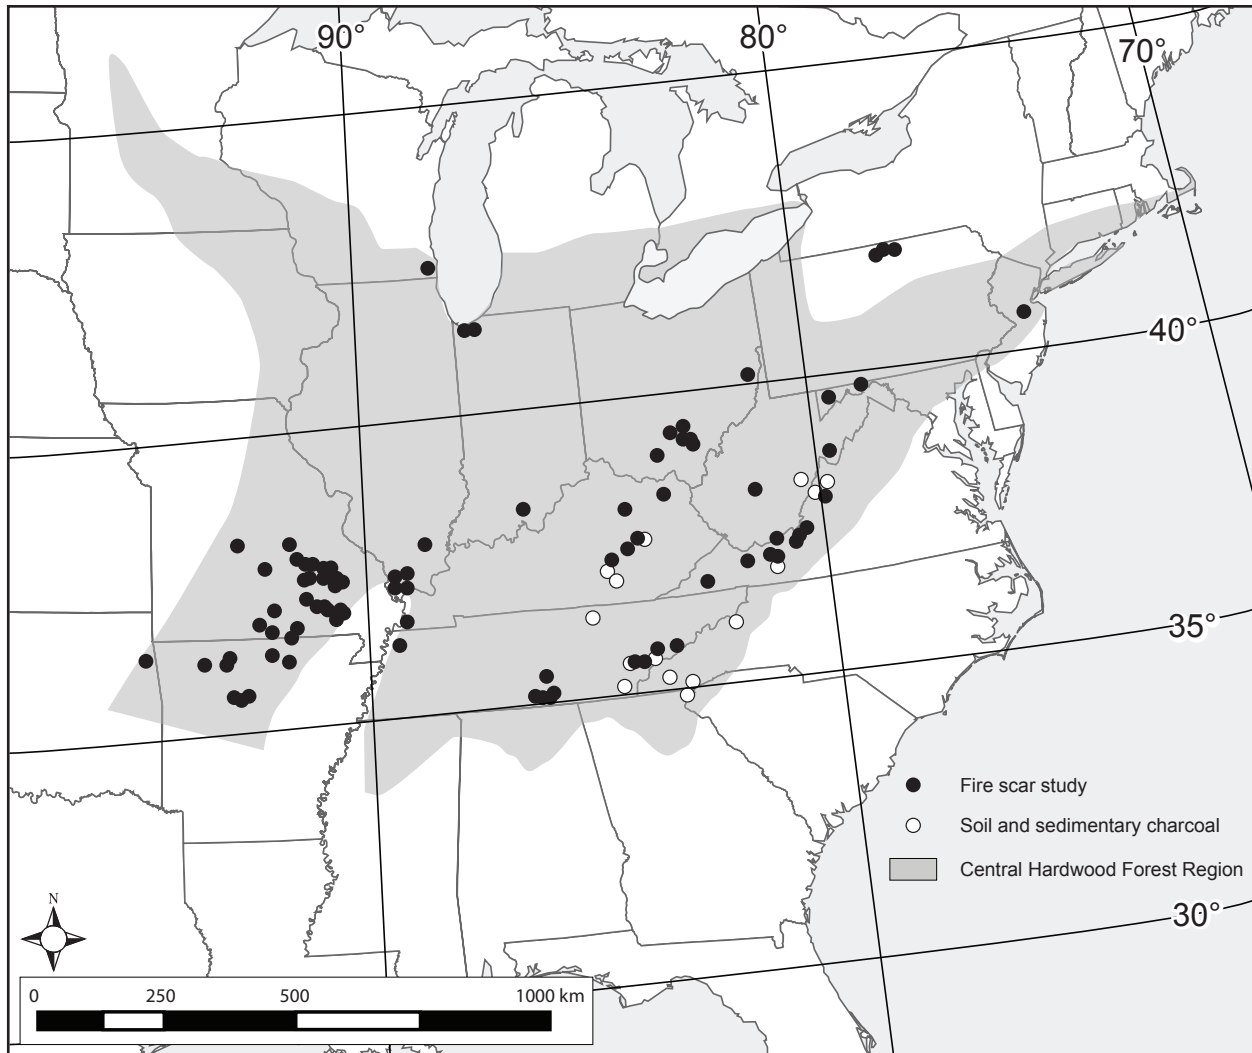 90°
80°
70°
40°
35°
30°
Fire scar study
Soil and sedimentary charcoal
Central Hardwood Forest Region
N
0 250 500 1000 km